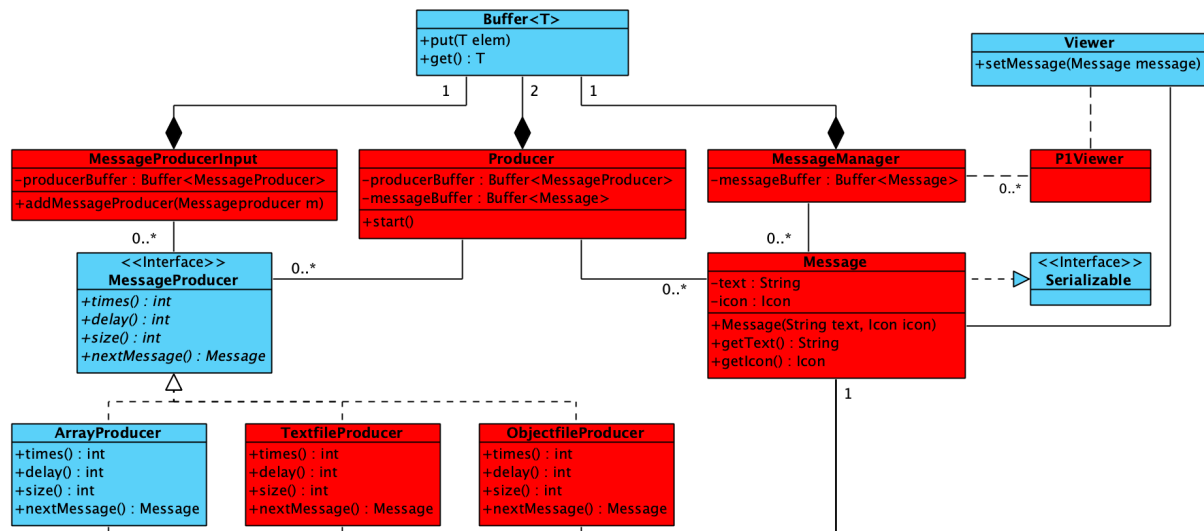 Buffer<T>
+put(T elem)
+get() : T
Viewer
+setMessage(Message message)
1
2
1
MessageProducerInput
-producerBuffer : Buffer<MessageProducer>
+addMessageProducer(Messageproducer m)
Producer
-producerBuffer : Buffer<MessageProducer>
-messageBuffer : Buffer<Message>
+start()
MessageManager
-messageBuffer : Buffer<Message>
0..*
P1Viewer
0..*
<<Interface>>
MessageProducer
+times() : int
+delay() : int
+size() : int
+nextMessage() : Message
0..*
0..*
0..*
Message
-text : String
-icon : Icon
+Message(String text, Icon icon)
+getText() : String
+getIcon() : Icon
<<Interface>>
Serializable
1
ArrayProducer
+times() : int
+delay() : int
+size() : int
+nextMessage() : Message
TextfileProducer
+times() : int
+delay() : int
+size() : int
+nextMessage() : Message
ObjectfileProducer
+times() : int
+delay() : int
+size() : int
+nextMessage() : Message